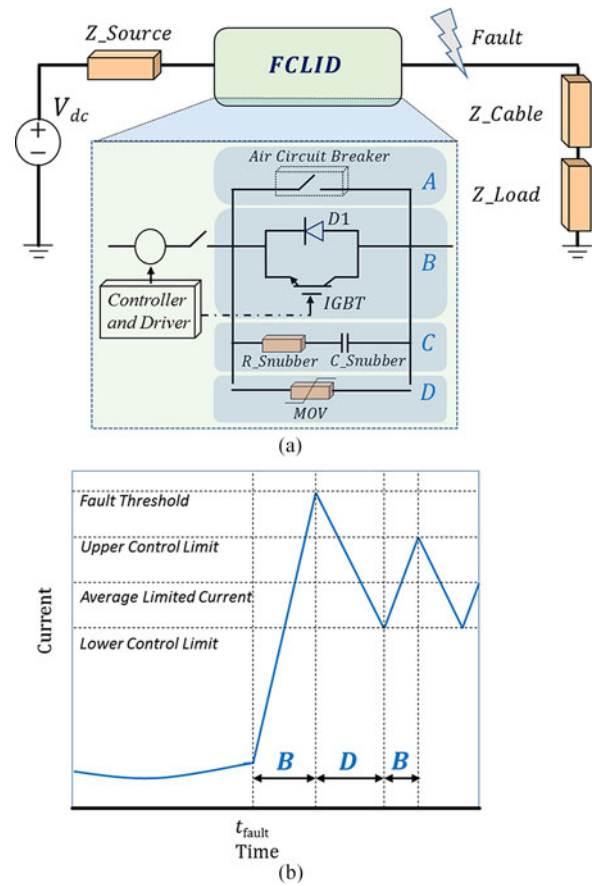 Z_Source
FCLID
Fault
V_dc
Z_Cable
Z_Load
Air Circuit Breaker
A
D1
B
IGBT
Controller
and Driver
R_Snubber
C_Snubber
C
MOV
D
(a)
Fault Threshold
Upper Control Limit
Average Limited Current
Lower Control Limit
Current
B
D
B
t_fault
Time
(b)